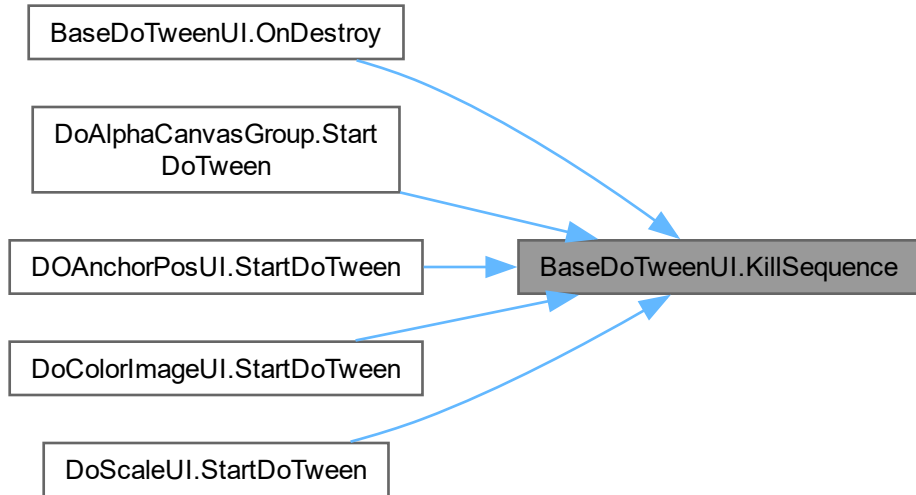 BaseDoTweenUI.OnDestroy
DoAlphaCanvasGroup.Start
DoTween
DOAnchorPosUI.StartDoTween
BaseDoTweenUI.KillSequence
DoColorImageUI.StartDoTween
DoScaleUI.StartDoTween